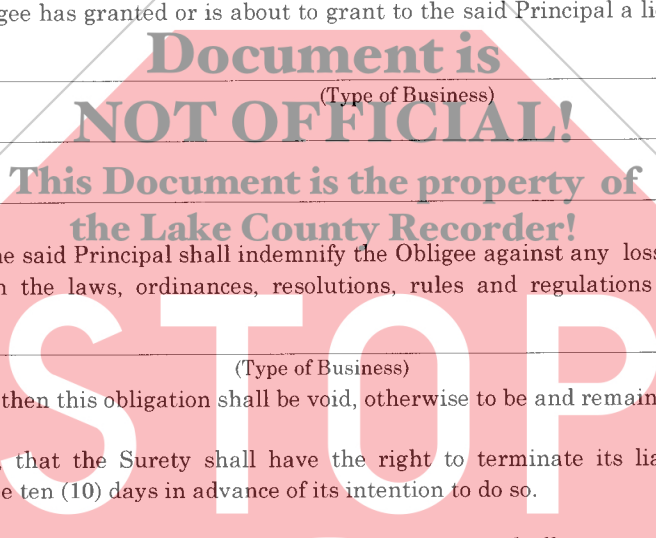 gee has granted or is about to grant to the said Principal a li
Document is
(Type of Business)
NOT OFFICIAL!
This Document is the property of
the Lake County Recorder!
he said Principal shall indemnify the Obligee against any loss
n the laws, ordinances, resolutions, rules and regulations
STOP
(Type of Business)
then this obligation shall be void, otherwise to be and remain
that the Surety shall have the right to terminate its lia
e ten (10) days in advance of its intention to do so.